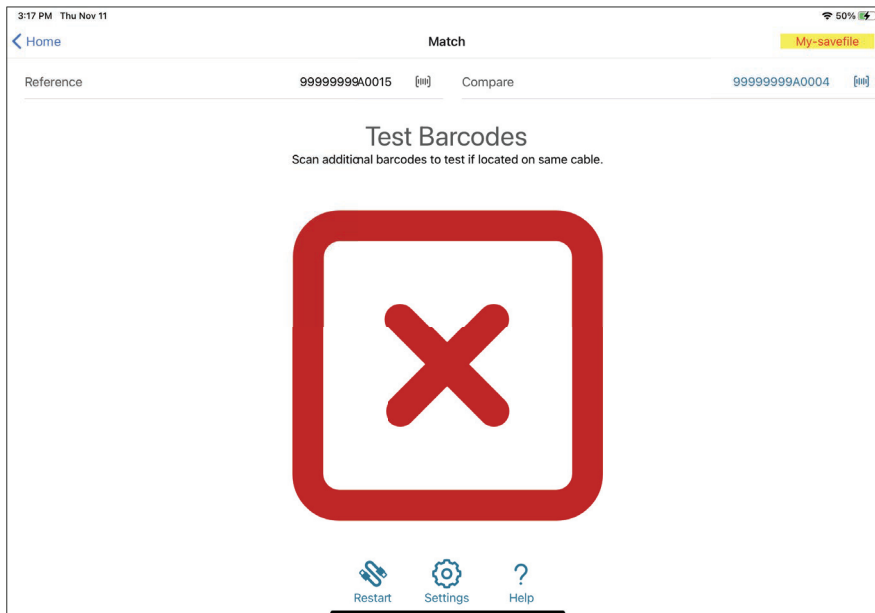 3:17 PM Thu Nov 11 50%
Home Match My-savefile
Reference 99999999A0015 Compare 99999999A0004
Test Barcodes
Scan additional barcodes to test if located on same cable.
Restart Settings Help